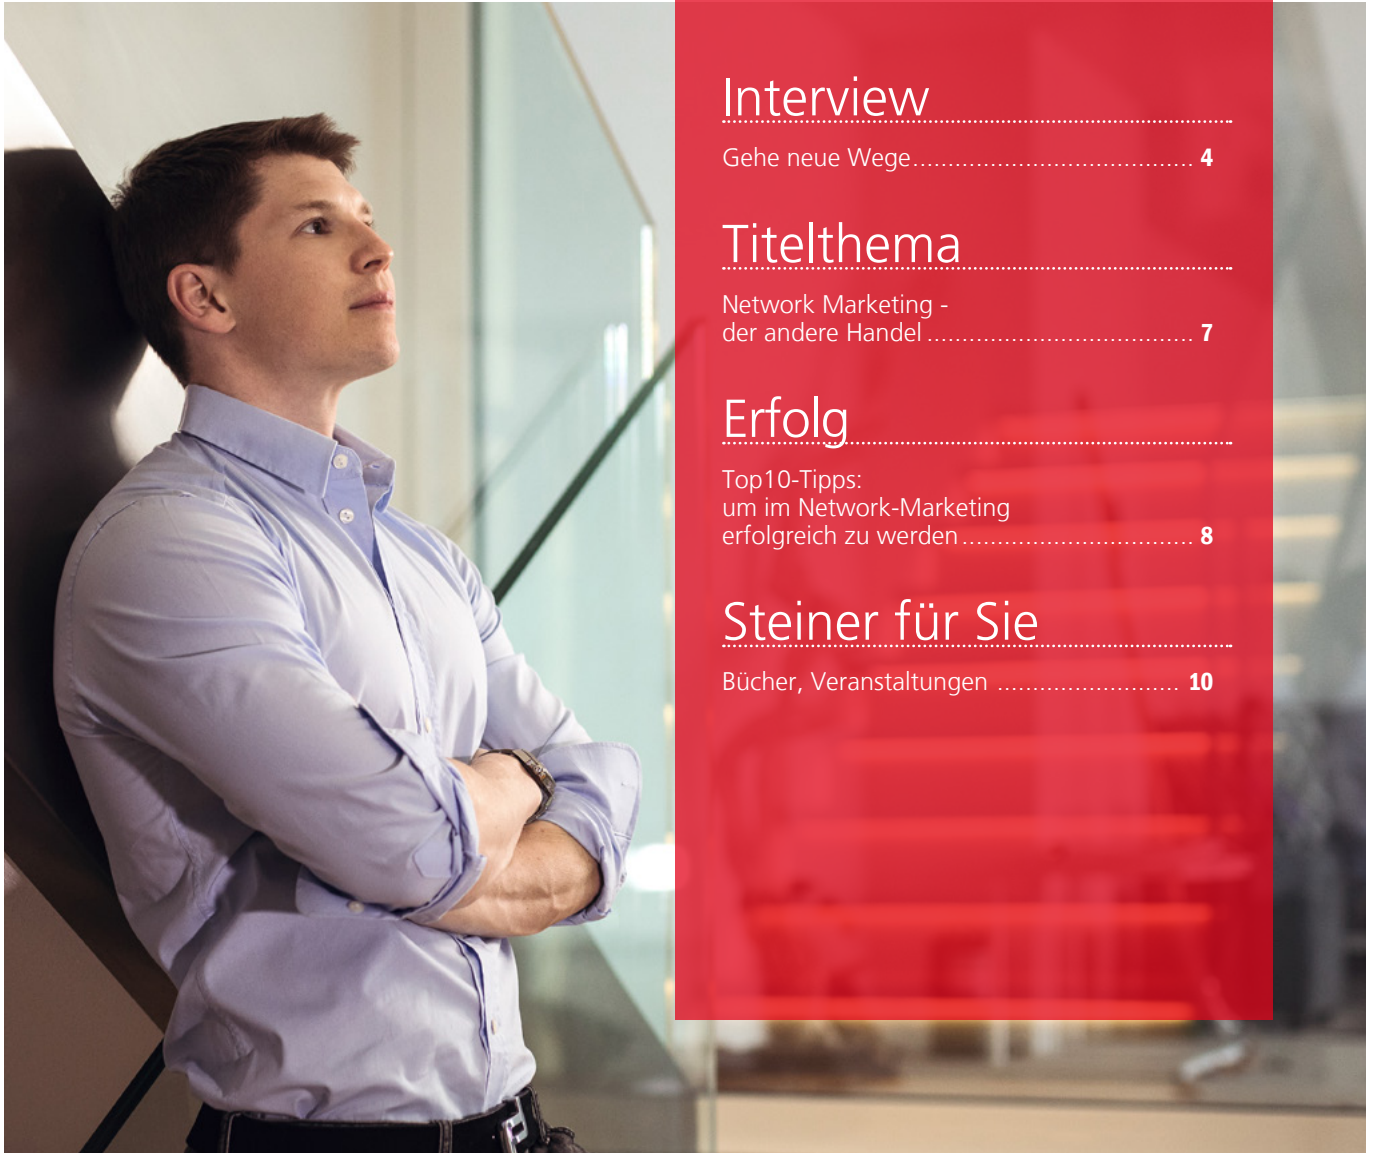 Interview
Gehe neue Wege........................................ 4
Titelthema
Network Marketing -
der andere Handel ...................................... 7
Erfolg
Top10-Tipps:
um im Network-Marketing
erfolgreich zu werden................................. 8
Steiner für Sie
Bücher, Veranstaltungen .......................... 10